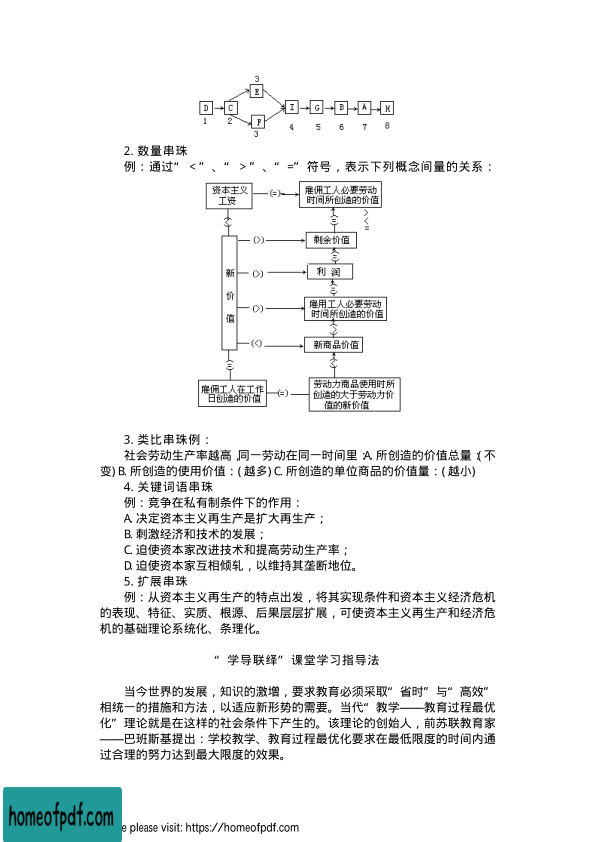 3
D C E I G B A H
F
1 2 3 4 5 6 7 8
2. 数量串珠
例：通过“ < ”、“ > ”、“ =”符号，表示下列概念间量的关系：
资本主义
工资
(=)
雇佣工人必要劳动
时间所创造的价值
>
<
=
(>)
剩余价值
新
价
值
(>)
利 润
(>)
雇用工人必要劳动
时间所创造的价值
(<)
新商品价值
雇佣工人在工作
日创造的价值
(=)
劳动力商品使用时所
创造的大于劳动力价
值的新价值
3. 类比串珠例：
社会劳动生产率越高，同一劳动在同一时间里：A. 所创造的价值总量：( 不
变) B. 所创造的使用价值：( 越多) C. 所创造的单位商品的价值量：( 越小)
4. 关键词语串珠
例：竞争在私有制条件下的作用：
A. 决定资本主义再生产是扩大再生产；
B. 刺激经济和技术的发展；
C. 迫使资本家改进技术和提高劳动生产率；
D. 迫使资本家互相倾轧，以维持其垄断地位。
5. 扩展串珠
例：从资本主义再生产的特点出发，将其实现条件和资本主义经济危机
的表现、特征、实质、根源、后果层层扩展，可使资本主义再生产和经济危
机的基础理论系统化、条理化。
“ 学导联绎”课堂学习指导法
当今世界的发展，知识的激增，要求教育必须采取“ 省时”与“ 高效”
相统一的措施和方法，以适应新形势的需要。当代“ 教学——教育过程最优
化”理论就是在这样的社会条件下产生的。该理论的创始人，前苏联教育家
——巴班斯基提出：学校教学、教育过程最优化要求在最低限度的时间内通
过合理的努力达到最大限度的效果。
homeofpdf.com
e please visit: https://homeofpdf.com